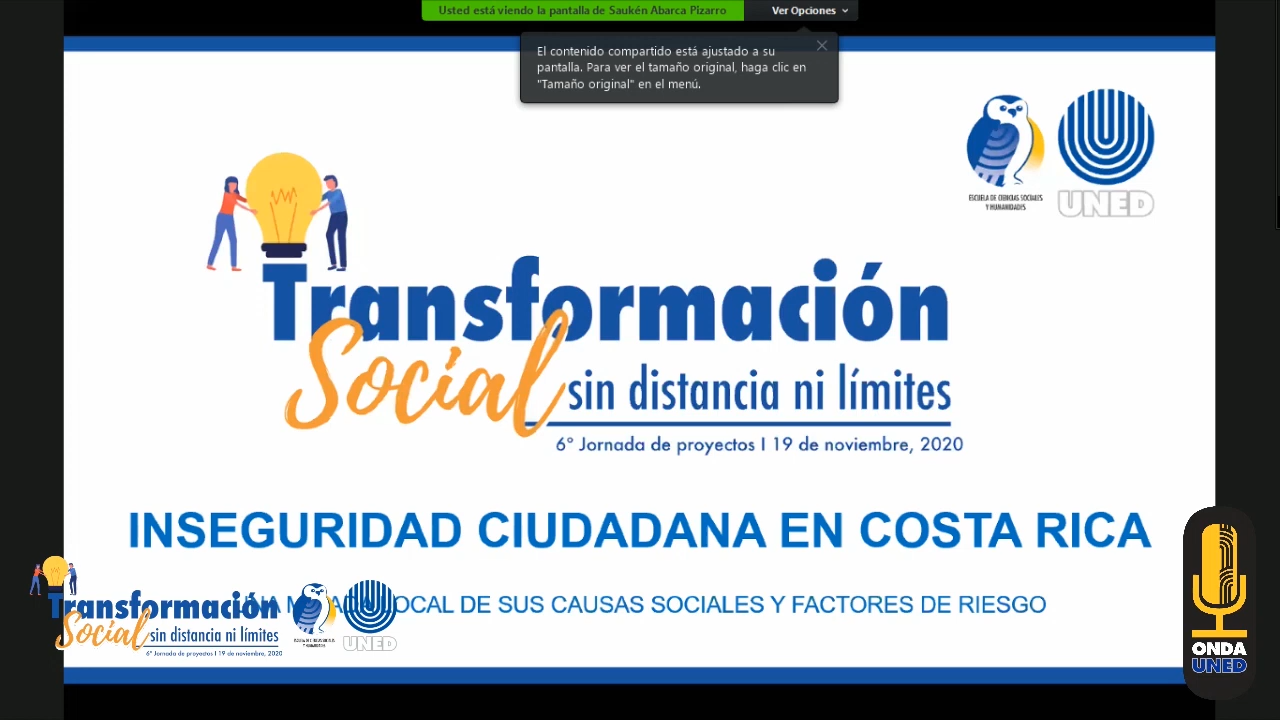 Usted está viendo la pantalla de Saukén Abarca Pizarro
Ver Opciones
El contenido compartido está ajustado a su
pantalla. Para ver el tamaño original, haga clic en
"Tamaño original" en el menú.
ESCUELA DE CIENCIAS SOCIALES
Y HUMANIDADES
UNED
Transformación
Social sin distancia ni límites
6° Jornada de proyectos I 19 de noviembre, 2020
INSEGURIDAD CIUDADANA EN COSTA RICA
LOCAL DE SUS CAUSAS SOCIALES Y FACTORES DE RIESGO
Transformación
Social sin distancia ni límites
6° Jornada de proyectos I 19 de noviembre, 2020
UNED
ONDA
UNED